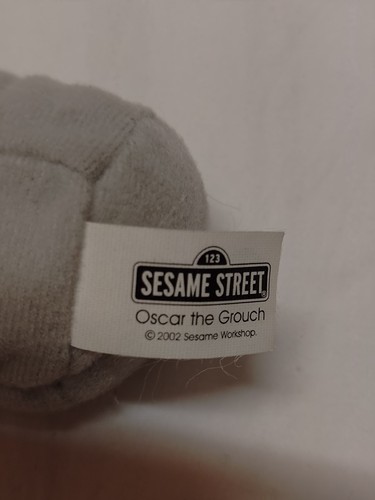 123
SESAME STREET®
Oscar the Grouch
© 2002 Sesame Workshop.